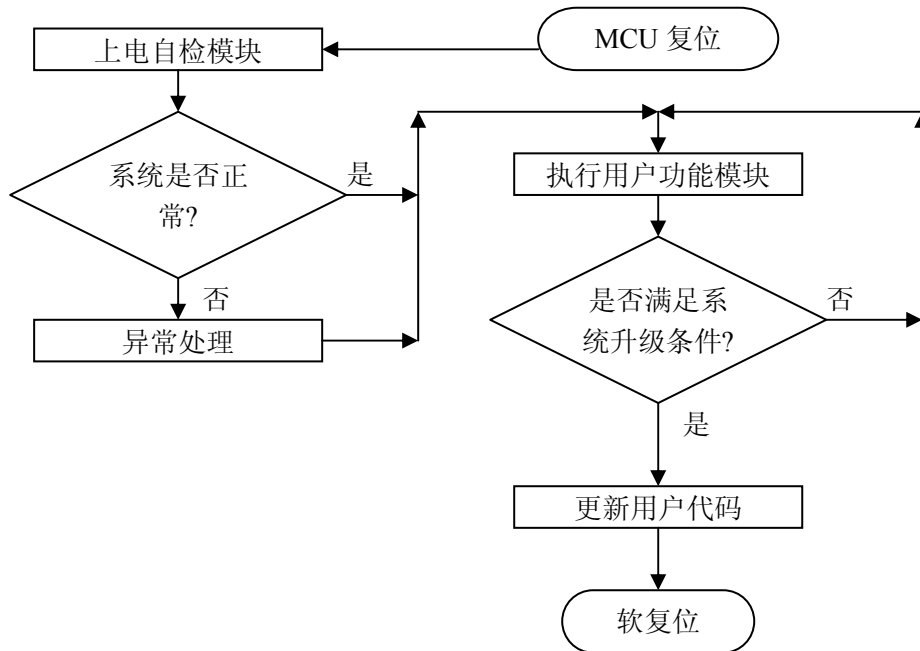 上电自检模块
MCU 复位
系统是否正
常?
是
否
异常处理
执行用户功能模块
是否满足系
统升级条件?
否
是
更新用户代码
软复位